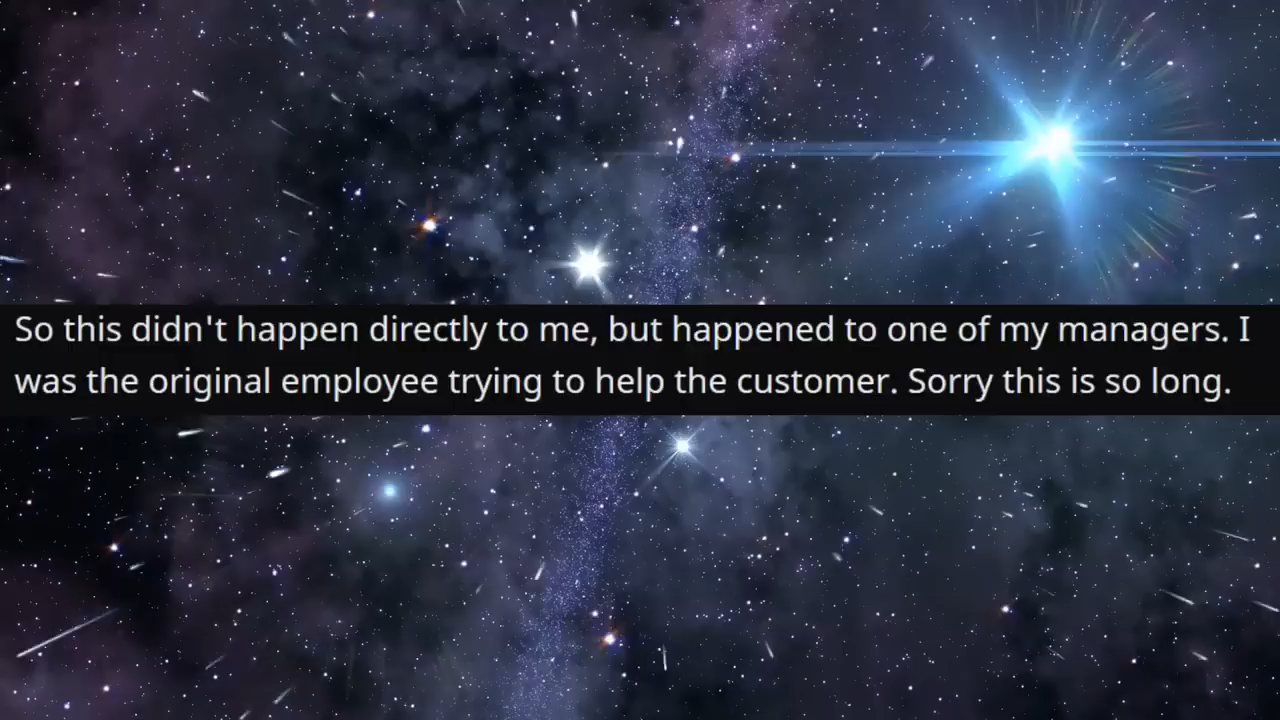 So this didn't happen directly to me, but happened to one of my managers. I
was the original employee trying to help the customer. Sorry this is so long.